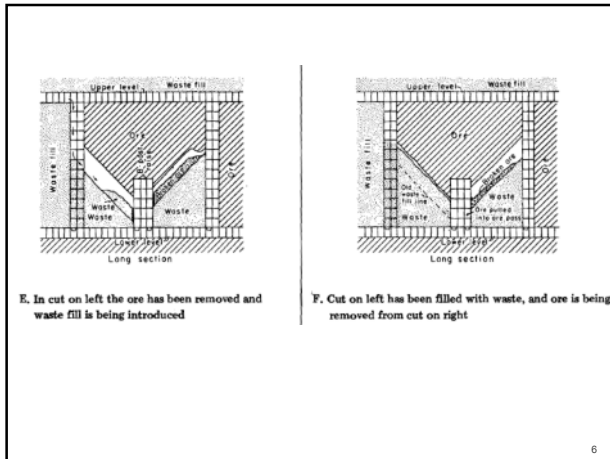 Upper level
Waste fill
Ore
Waste fill
Ore
Waste
Waste
Waste
Lower level
Long section
E. In cut on left the ore has been removed and
waste fill is being introduced
Upper level
Waste fill
Ore
Waste fill
Broken ore
Ore
Old
waste
fill line
Waste
Waste
Ore pulled
into ore pass
Lower level
Long section
F. Cut on left has been filled with waste, and ore is being
removed from cut on right
6